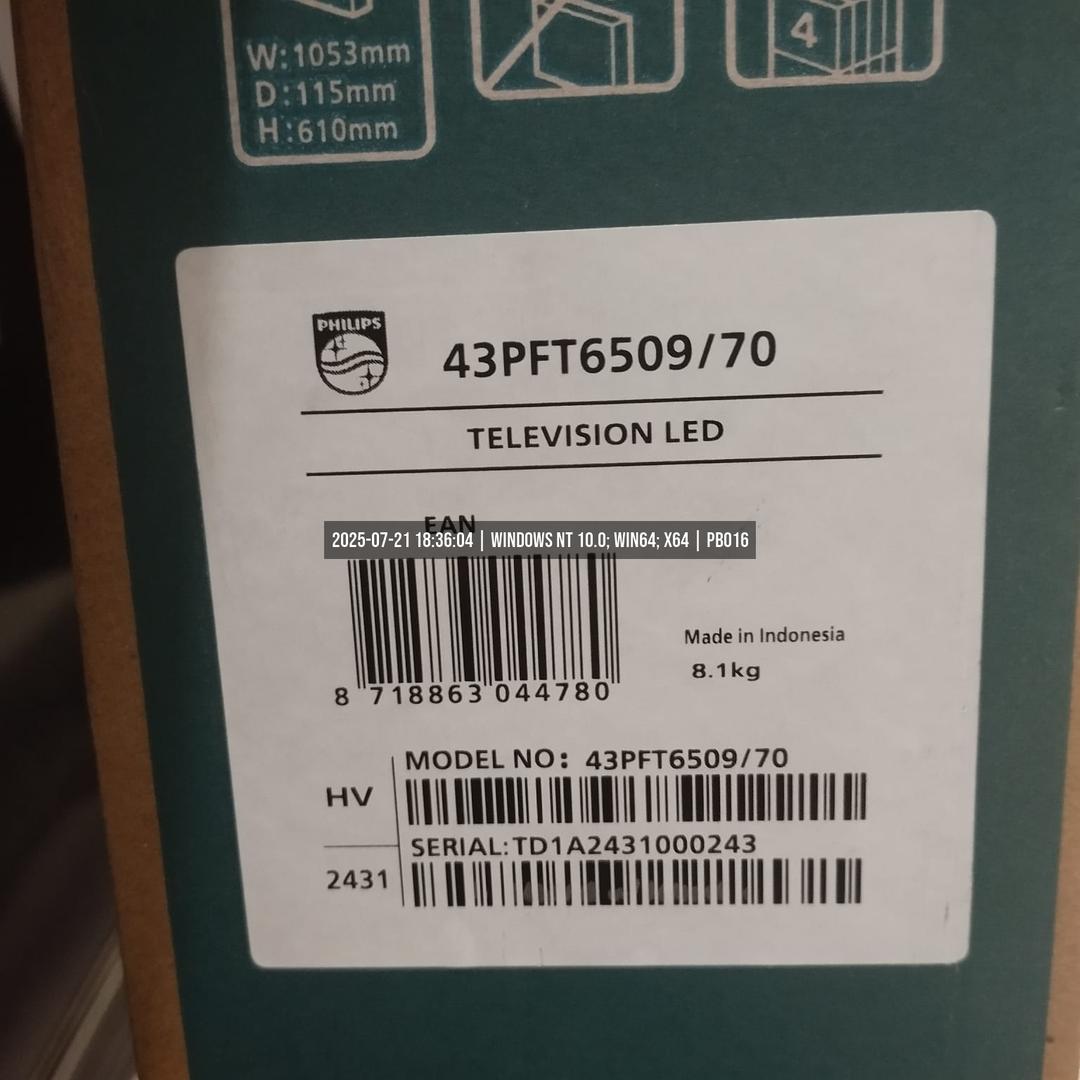 W:1053mm
D:115mm
H:610mm
4
PHILIPS
43PFT6509/70
TELEVISION LED
EAN
2025-07-21 18:36:04 | WINDOWS NT 10.0; WIN64; X64 | PB016
8 718863 044780
Made in Indonesia
8.1kg
MODEL NO: 43PFT6509/70
HV
SERIAL:TD1A2431000243
2431